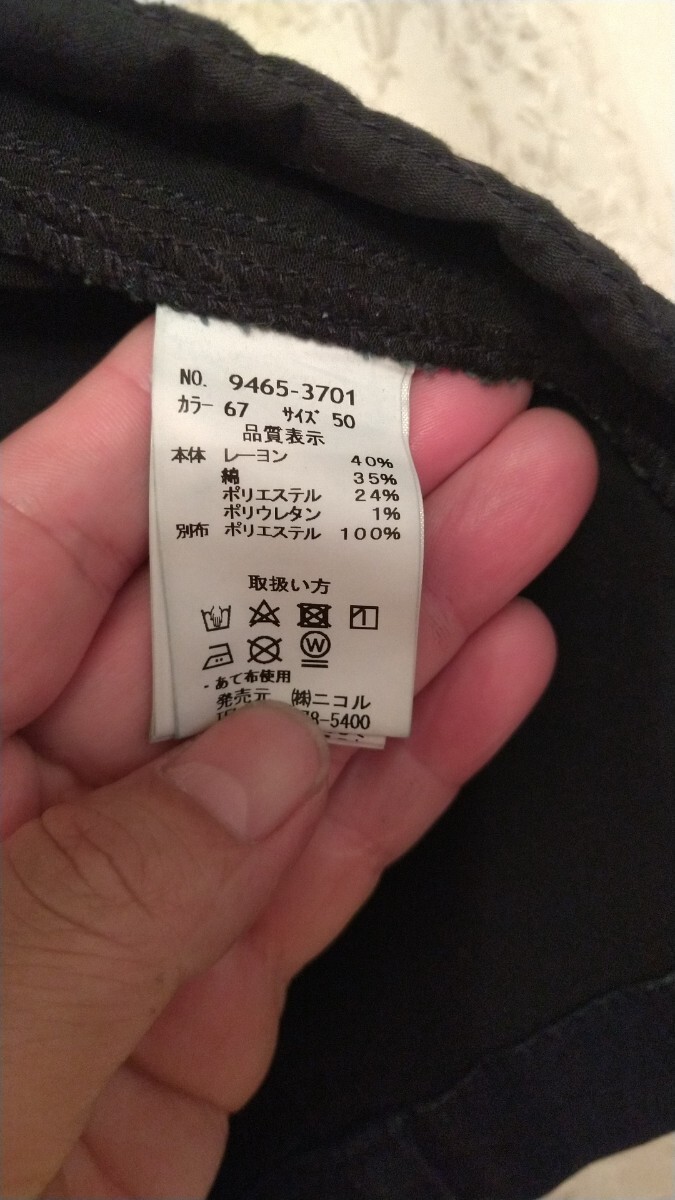 NO. 9465-3701
カラー 67 サイズ 50
品質表示
本体 レーヨン 40%
綿 35%
ポリエステル 24%
ポリウレタン 1%
別布 ポリエステル 100%
取扱い方
W
・あて布使用
発売元 ㈱ニコル
78-5400